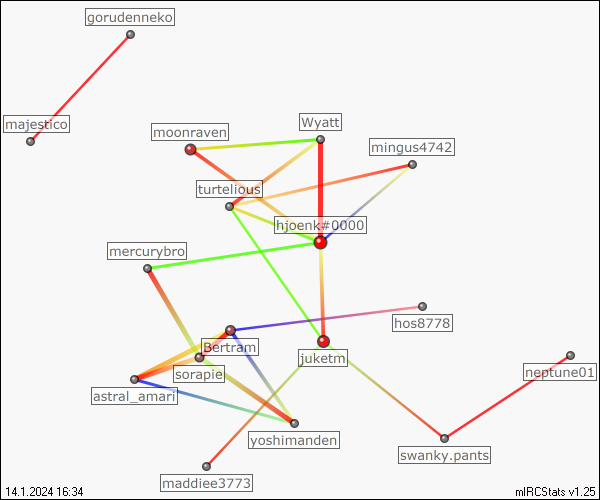 gorudenneko
majestico
Wyatt
moonraven
mingus4742
turtelious
hjoenk#0000
mercurybro
hos8778
Bertram
juketm
sorapie
neptune01
astral_amari
yoshimanden
swanky.pants
maddiee3773
14.1.2024 16:34
mIRCStats v1.25